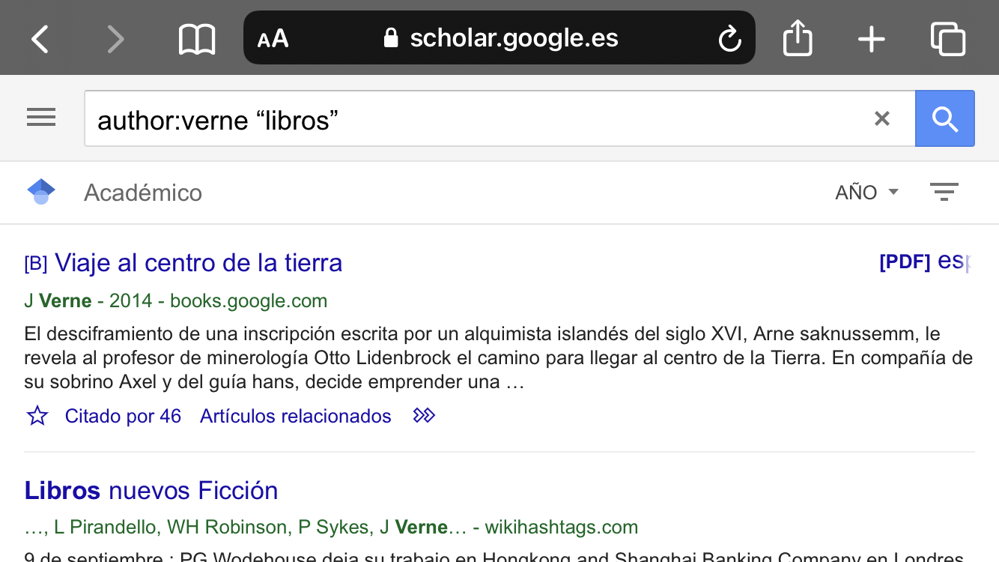 AA scholar.google.es
author:verne “libros”
Académico AÑO
[B] Viaje al centro de la tierra [PDF]
J Verne - 2014 - books.google.com
El desciframiento de una inscripción escrita por un alquimista islandés del siglo XVI, Arne saknussemm, le
revela al profesor de minerología Otto Lidenbrock el camino para llegar al centro de la Tierra. En compañía de
su sobrino Axel y del guía hans, decide emprender una …
Citado por 46 Artículos relacionados
Libros nuevos Ficción
…, L Pirandello, WH Robinson, P Sykes, J Verne… - wikihashtags.com
9 de septiembre : PG Wodehouse deja su trabajo en Hongkong and Shanghai Banking Company en Londres